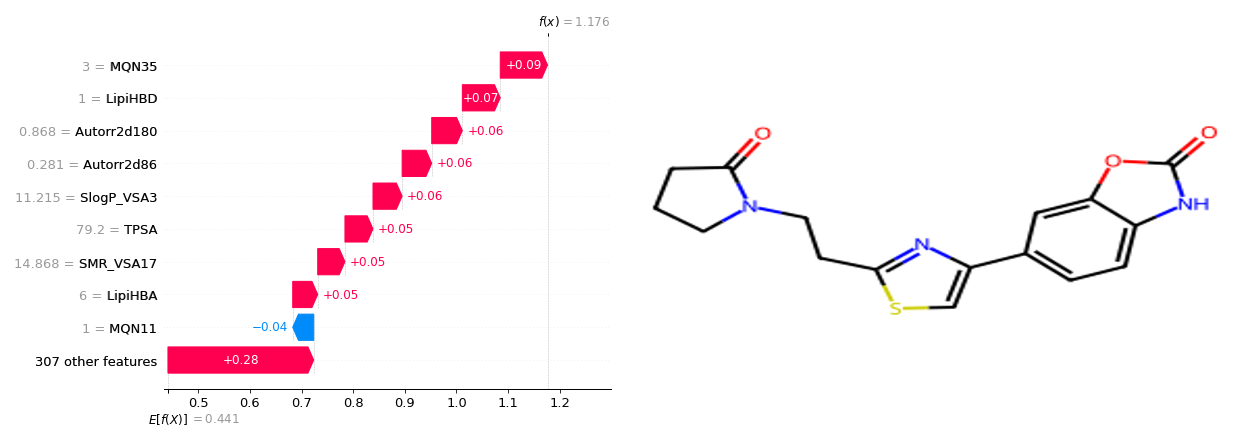 f(x) = 1.176
3 = MQN35
+0.09
1 = LipiHBD
+0.07
0.868 = Autorr2d180
+0.06
0.281 = Autorr2d86
+0.06
11.215 = SlogP_VSA3
+0.06
79.2 = TPSA
+0.05
14.868 = SMR_VSA17
+0.05
6 = LipiHBA
+0.05
1 = MQN11
−0.04
307 other features
+0.28
0.5 0.6 0.7 0.8 0.9 1.0 1.1 1.2
E[f(X)] = 0.441
O
N
N
S
O
O
NH